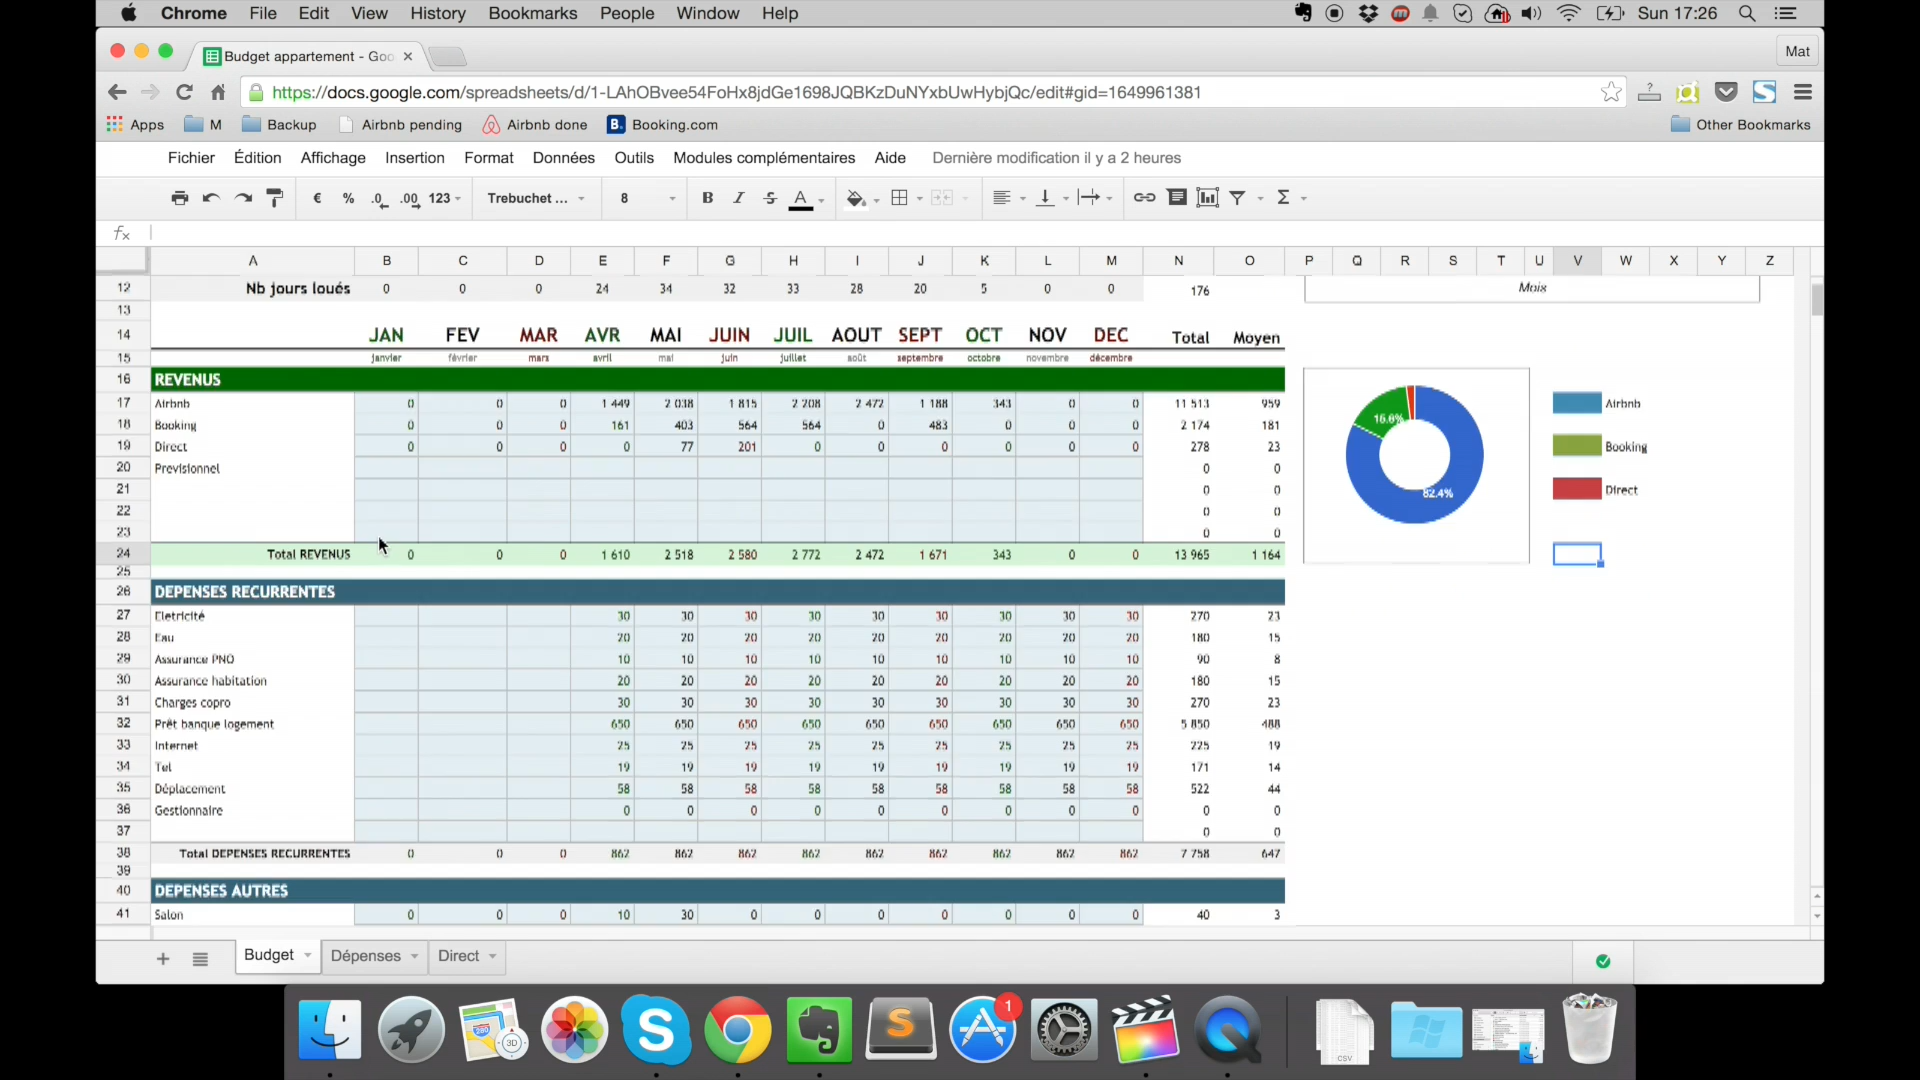 Chrome File Edit View History Bookmarks People Window Help Sun 17:26
Budget appartement - Goo Mat
https://docs.google.com/spreadsheets/d/1-LAhOBvee54FoHx8jdGe1698JQBKzDuNYxbUwHybjQc/edit#gid=1649961381
Apps M Backup Airbnb pending Airbnb done B. Booking.com Other Bookmarks
Fichier Édition Affichage Insertion Format Données Outils Modules complémentaires Aide Dernière modification il y a 2 heures
€ % .0 .00 123 Trebuchet ... 8 B I S A Σ
fx
A B C D E F G H I J K L M N O P Q R S T U V W X Y Z
12 Nb jours loués 0 0 0 24 34 32 33 28 20 5 0 0 176 Mois
13
14 JAN FEV MAR AVR MAI JUIN JUIL AOUT SEPT OCT NOV DEC Total Moyen
15 janvier février mars avril mai juin juillet août septembre octobre novembre décembre
16 REVENUS
17 Airbnb 0 0 0 1 449 2 038 1 815 2 208 2 472 1 188 343 0 0 11 513 959 Airbnb
18 Booking 0 0 0 161 403 564 564 0 483 0 0 0 2 174 181 16.6%
19 Direct 0 0 0 0 77 201 0 0 0 0 0 0 278 23 Booking
20 Previsionnel 0 0
21 0 0 82.4% Direct
22 0 0
23 0 0
24 Total REVENUS 0 0 0 1 610 2 518 2 580 2 772 2 472 1 671 343 0 0 13 965 1 164
25
26 DEPENSES RECURRENTES
27 Eletricité 30 30 30 30 30 30 30 30 30 270 23
28 Eau 20 20 20 20 20 20 20 20 20 180 15
29 Assurance PNO 10 10 10 10 10 10 10 10 10 90 8
30 Assurance habitation 20 20 20 20 20 20 20 20 20 180 15
31 Charges copro 30 30 30 30 30 30 30 30 30 270 23
32 Prêt banque logement 650 650 650 650 650 650 650 650 650 5 850 488
33 Internet 25 25 25 25 25 25 25 25 25 225 19
34 Tel 19 19 19 19 19 19 19 19 19 171 14
35 Déplacement 58 58 58 58 58 58 58 58 58 522 44
36 Gestionnaire 0 0 0 0 0 0 0 0 0 0 0
37 0 0
38 Total DEPENSES RECURRENTES 0 0 0 862 862 862 862 862 862 862 862 862 7 758 647
39
40 DEPENSES AUTRES
41 Salon 0 0 0 10 30 0 0 0 0 0 0 0 40 3
Budget Dépenses Direct
280 3D S S 1 CSV